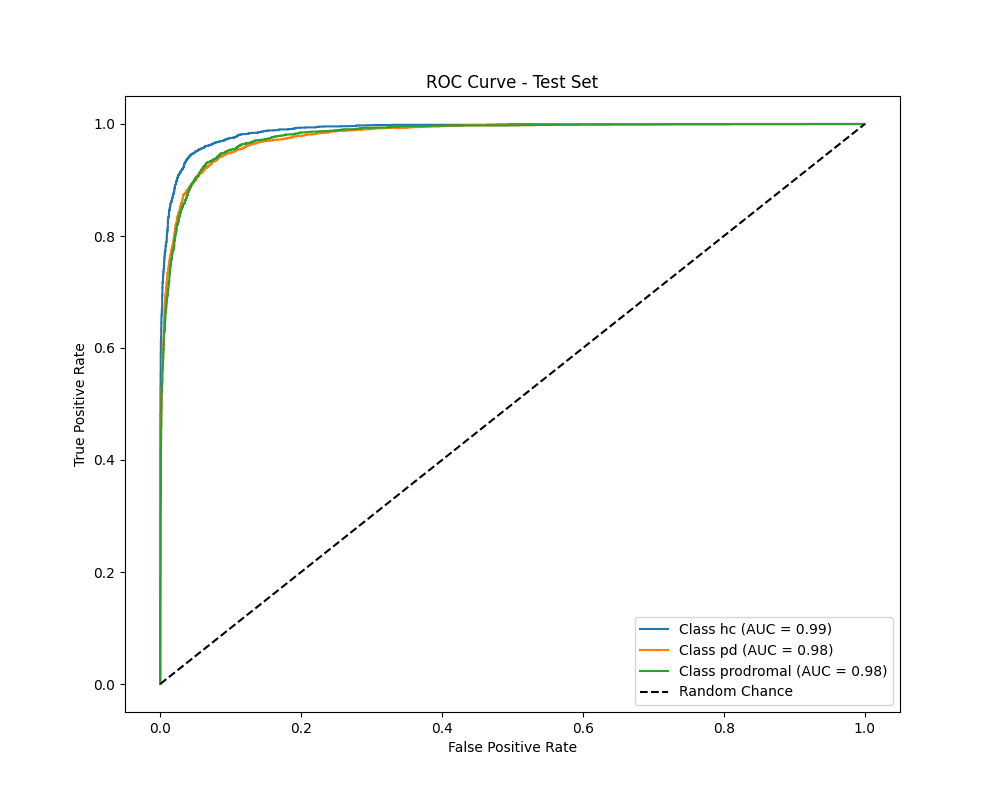 ROC Curve - Test Set
1.0
0.8
0.6
0.4
0.2
0.0
True Positive Rate
0.0 0.2 0.4 0.6 0.8 1.0
False Positive Rate
Class hc (AUC = 0.99)
Class pd (AUC = 0.98)
Class prodromal (AUC = 0.98)
Random Chance